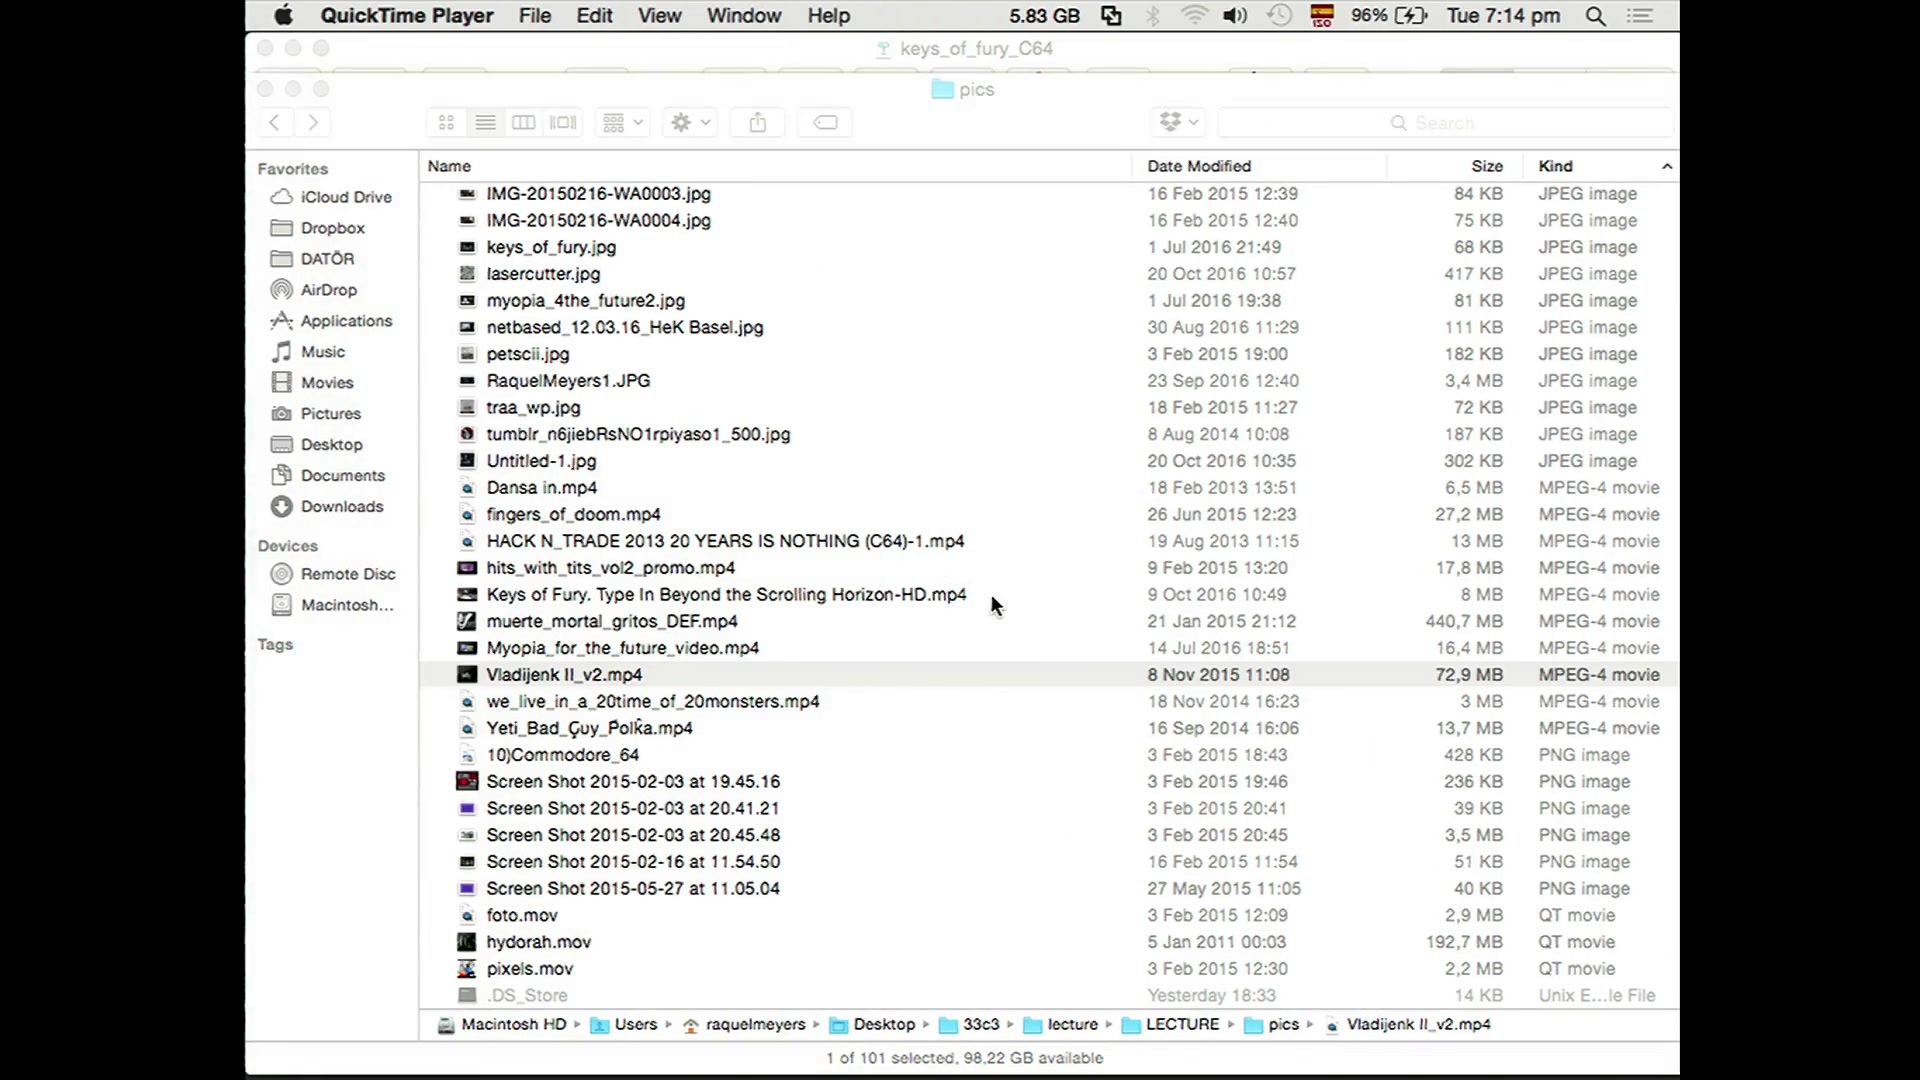 QuickTime Player File Edit View Window Help 5.83 GB ISO 96% Tue 7:14 pm
keys_of_fury_C64
pics
Search
Name Date Modified Size Kind
Favorites
iCloud Drive
Dropbox
DATÖR
AirDrop
Applications
Music
Movies
Pictures
Desktop
Documents
Downloads
Devices
Remote Disc
Macintosh...
Tags
IMG-20150216-WA0003.jpg 16 Feb 2015 12:39 84 KB JPEG image
IMG-20150216-WA0004.jpg 16 Feb 2015 12:40 75 KB JPEG image
keys_of_fury.jpg 1 Jul 2016 21:49 68 KB JPEG image
lasercutter.jpg 20 Oct 2016 10:57 417 KB JPEG image
myopia_4the_future2.jpg 1 Jul 2016 19:38 81 KB JPEG image
netbased_12.03.16_HeK Basel.jpg 30 Aug 2016 11:29 111 KB JPEG image
petscii.jpg 3 Feb 2015 19:00 182 KB JPEG image
RaquelMeyers1.JPG 23 Sep 2016 12:40 3,4 MB JPEG image
traa_wp.jpg 18 Feb 2015 11:27 72 KB JPEG image
tumblr_n6jiebRsNO1rpiyaso1_500.jpg 8 Aug 2014 10:08 187 KB JPEG image
Untitled-1.jpg 20 Oct 2016 10:35 302 KB JPEG image
Dansa in.mp4 18 Feb 2013 13:51 6,5 MB MPEG-4 movie
fingers_of_doom.mp4 26 Jun 2015 12:23 27,2 MB MPEG-4 movie
HACK N_TRADE 2013 20 YEARS IS NOTHING (C64)-1.mp4 19 Aug 2013 11:15 13 MB MPEG-4 movie
hits_with_tits_vol2_promo.mp4 9 Feb 2015 13:20 17,8 MB MPEG-4 movie
Keys of Fury. Type In Beyond the Scrolling Horizon-HD.mp4 9 Oct 2016 10:49 8 MB MPEG-4 movie
muerte_mortal_gritos_DEF.mp4 21 Jan 2015 21:12 440,7 MB MPEG-4 movie
Myopia_for_the_future_video.mp4 14 Jul 2016 18:51 16,4 MB MPEG-4 movie
Vladijenk II_v2.mp4 8 Nov 2015 11:08 72,9 MB MPEG-4 movie
we_live_in_a_20time_of_20monsters.mp4 18 Nov 2014 16:23 3 MB MPEG-4 movie
16 Sep 2014 16:06 13,7 MB MPEG-4 movie
10)Commodore_64 3 Feb 2015 18:43 428 KB PNG image
Screen Shot 2015-02-03 at 19.45.16 3 Feb 2015 19:46 236 KB PNG image
Screen Shot 2015-02-03 at 20.41.21 3 Feb 2015 20:41 39 KB PNG image
Screen Shot 2015-02-03 at 20.45.48 3 Feb 2015 20:45 3,5 MB PNG image
Screen Shot 2015-02-16 at 11.54.50 16 Feb 2015 11:54 51 KB PNG image
Screen Shot 2015-05-27 at 11.05.04 27 May 2015 11:05 40 KB PNG image
foto.mov 3 Feb 2015 12:09 2,9 MB QT movie
hydorah.mov 5 Jan 2011 00:03 192,7 MB QT movie
pixels.mov 3 Feb 2015 12:30 2,2 MB QT movie
.DS_Store Yesterday 18:33 14 KB Unix E...le File
Macintosh HD Users raquelmeyers Desktop 33c3 lecture LECTURE pics Vladijenk II_v2.mp4
1 of 101 selected, 98,22 GB available